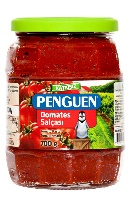 PENGUEN
Domates
Salçası
700 g